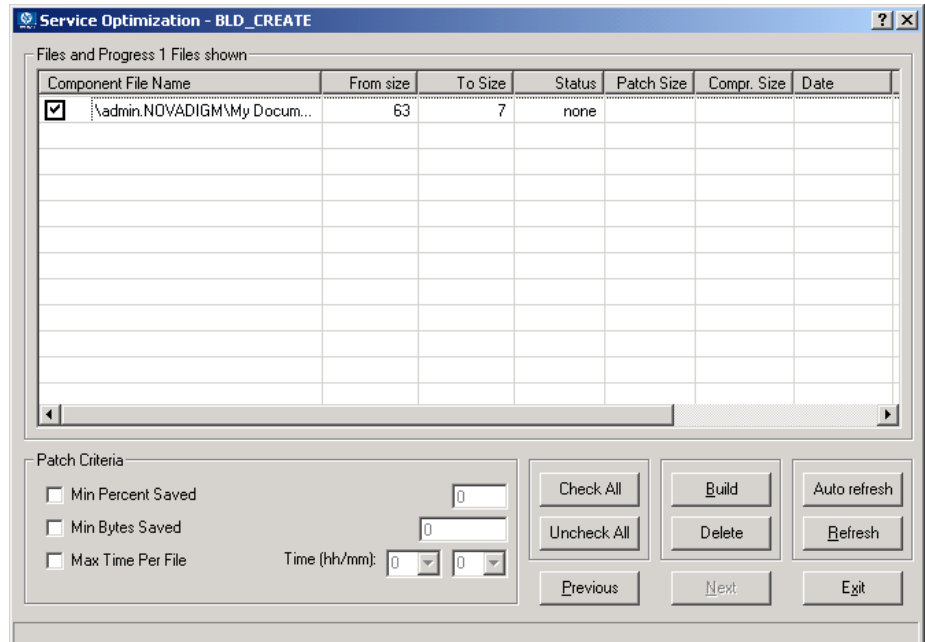 Service Optimization - BLD_CREATE
Files and Progress 1 Files shown
Component File Name From size To Size Status Patch Size Compr. Size Date
\admin.NOVADIGM\My Docum... 63 7 none
Patch Criteria
Min Percent Saved 0
Min Bytes Saved 0
Max Time Per File Time (hh/mm): 0 0
Check All Build Auto refresh
Uncheck All Delete Refresh
Previous Next Exit